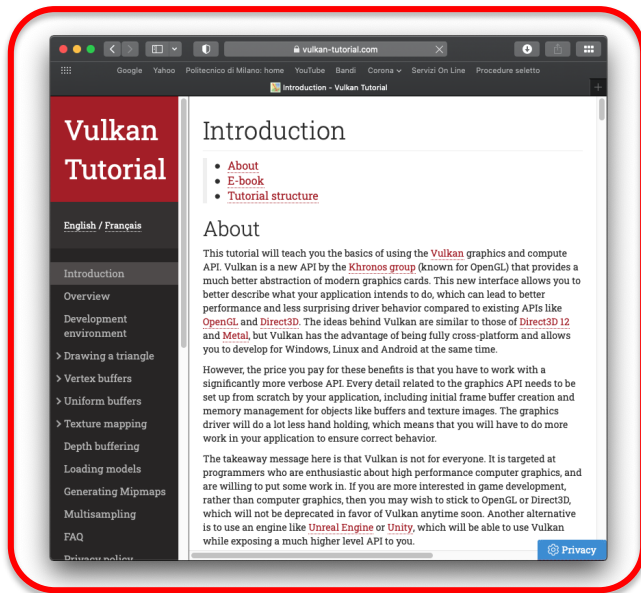 vulkan-tutorial.com
Google Yahoo Politecnico di Milano: home YouTube Bandi Corona Servizi On Line Procedure seletto
Introduction - Vulkan Tutorial
Vulkan
Tutorial
English / Français
Introduction
Overview
Development
environment
Drawing a triangle
Vertex buffers
Uniform buffers
Texture mapping
Depth buffering
Loading models
Generating Mipmaps
Multisampling
FAQ
Privacy policy
Introduction
About
E-book
Tutorial structure
About
This tutorial will teach you the basics of using the Vulkan graphics and compute
API. Vulkan is a new API by the Khronos group (known for OpenGL) that provides a
much better abstraction of modern graphics cards. This new interface allows you to
better describe what your application intends to do, which can lead to better
performance and less surprising driver behavior compared to existing APIs like
OpenGL and Direct3D. The ideas behind Vulkan are similar to those of Direct3D 12
and Metal, but Vulkan has the advantage of being fully cross-platform and allows
you to develop for Windows, Linux and Android at the same time.
However, the price you pay for these benefits is that you have to work with a
significantly more verbose API. Every detail related to the graphics API needs to be
set up from scratch by your application, including initial frame buffer creation and
memory management for objects like buffers and texture images. The graphics
driver will do a lot less hand holding, which means that you will have to do more
work in your application to ensure correct behavior.
The takeaway message here is that Vulkan is not for everyone. It is targeted at
programmers who are enthusiastic about high performance computer graphics, and
are willing to put some work in. If you are more interested in game development,
rather than computer graphics, then you may wish to stick to OpenGL or Direct3D,
which will not be deprecated in favor of Vulkan anytime soon. Another alternative
is to use an engine like Unreal Engine or Unity, which will be able to use Vulkan
while exposing a much higher level API to you.
Privacy